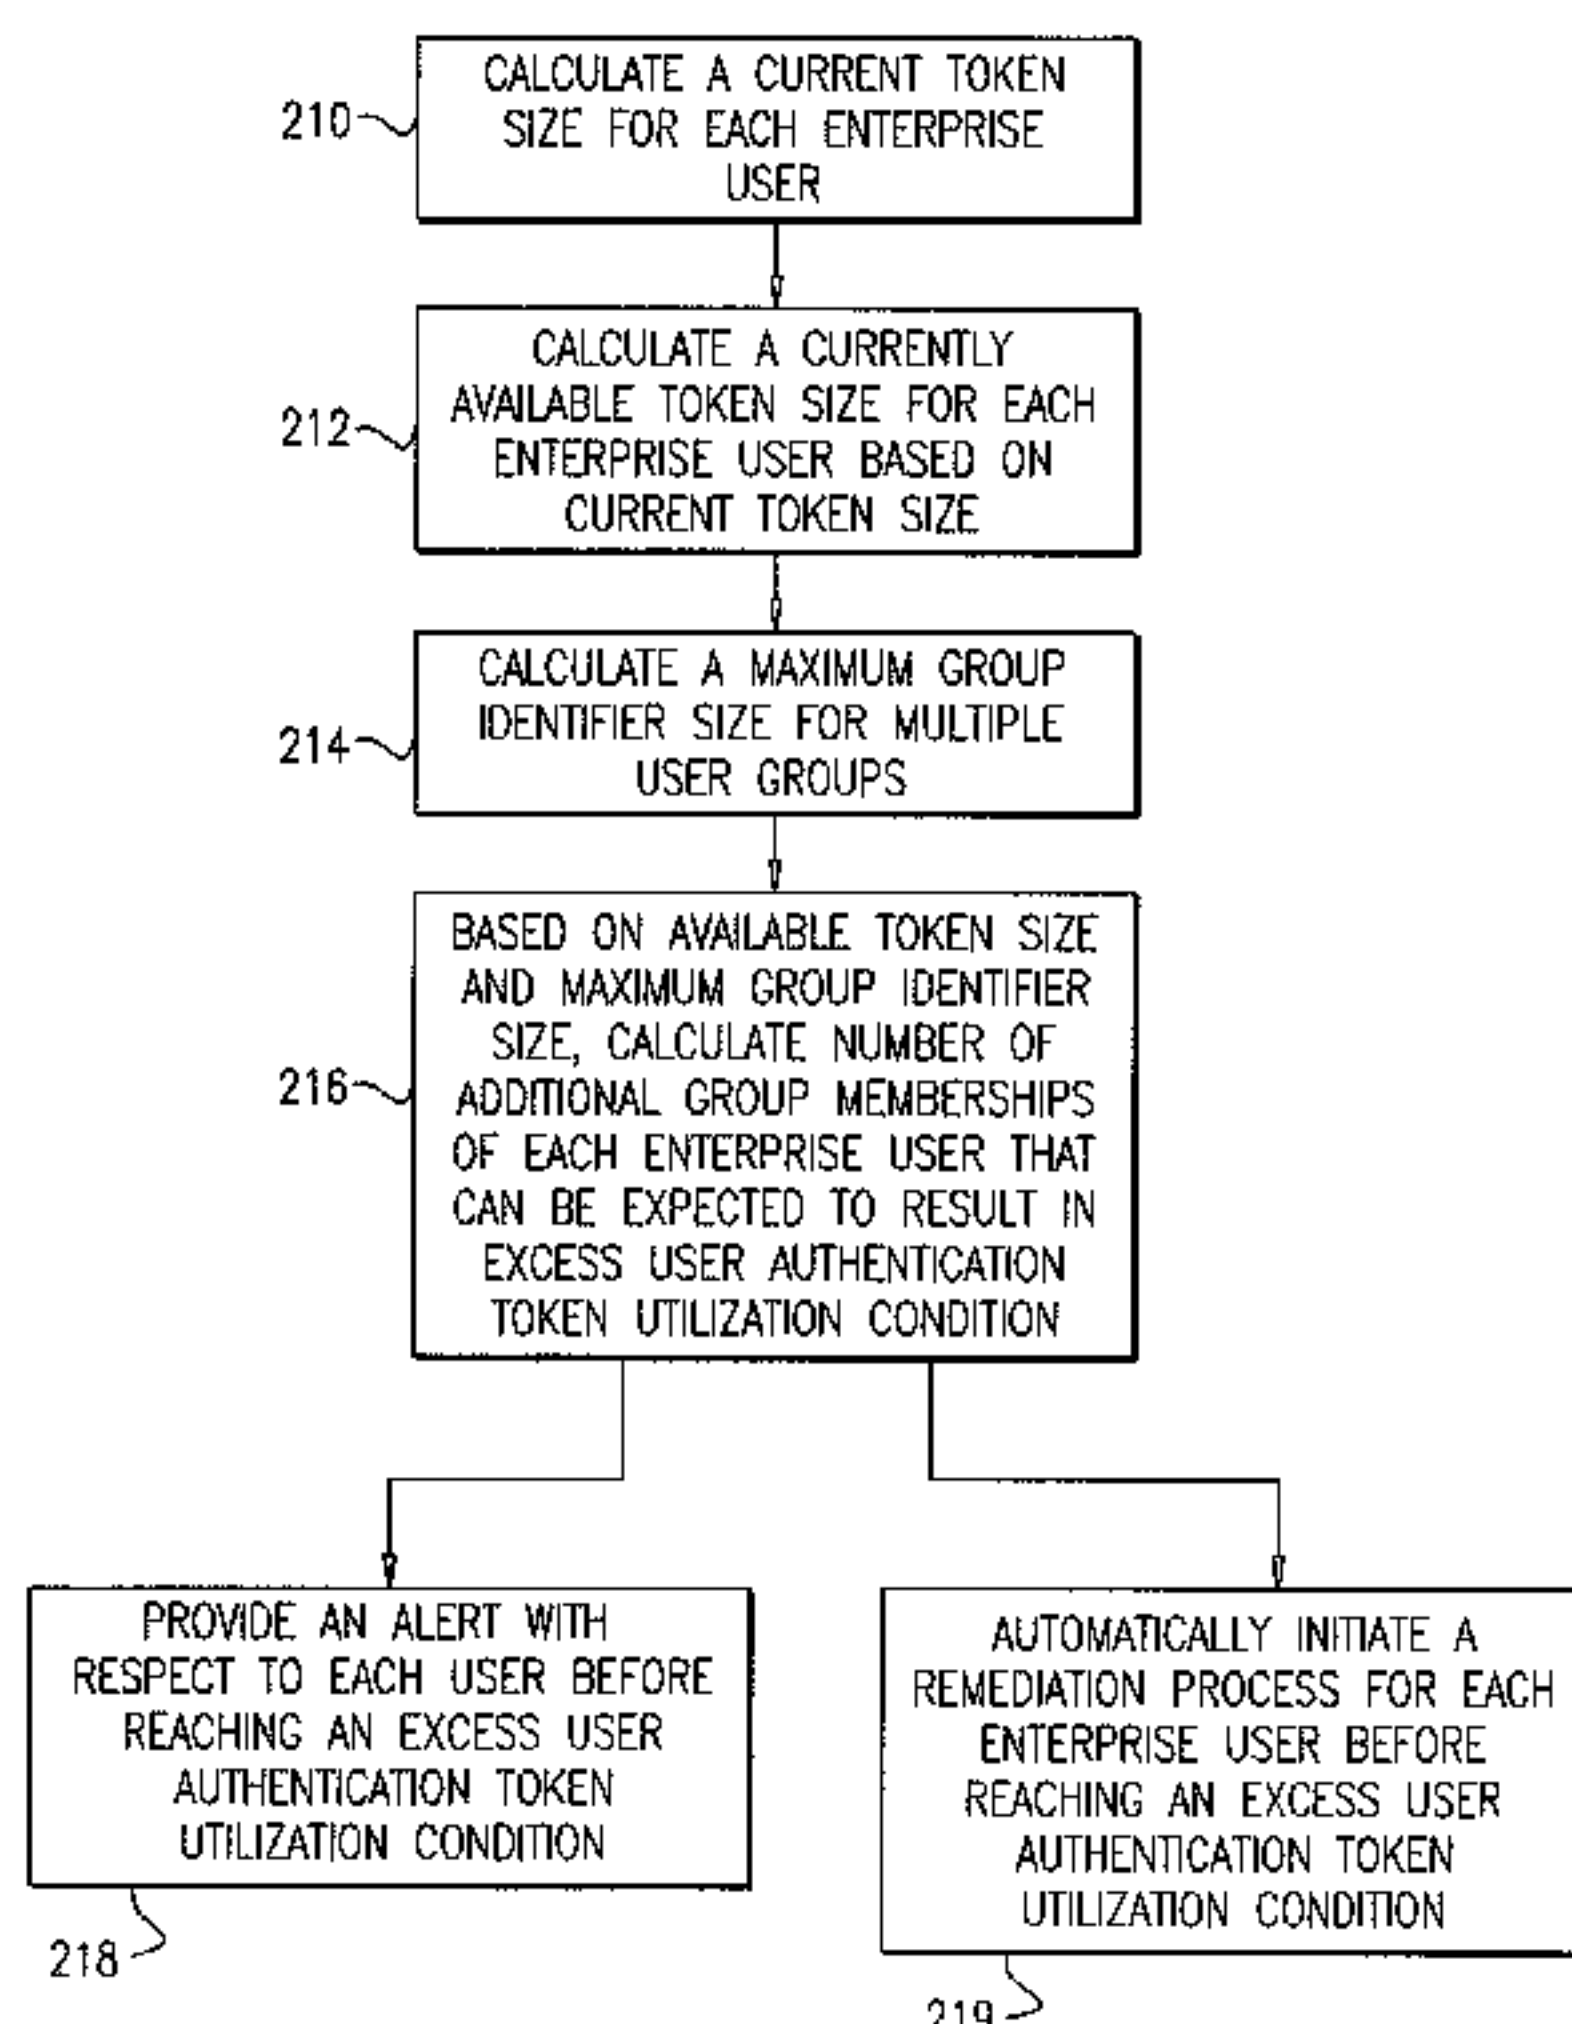 210
CALCULATE A CURRENT TOKEN
SIZE FOR EACH ENTERPRISE
USER
212
CALCULATE A CURRENTLY
AVAILABLE TOKEN SIZE FOR EACH
ENTERPRISE USER BASED ON
CURRENT TOKEN SIZE
214
CALCULATE A MAXIMUM GROUP
IDENTIFIER SIZE FOR MULTIPLE
USER GROUPS
216
BASED ON AVAILABLE TOKEN SIZE
AND MAXIMUM GROUP IDENTIFIER
SIZE, CALCULATE NUMBER OF
ADDITIONAL GROUP MEMBERSHIPS
OF EACH ENTERPRISE USER THAT
CAN BE EXPECTED TO RESULT IN
EXCESS USER AUTHENTICATION
TOKEN UTILIZATION CONDITION
PROVIDE AN ALERT WITH
RESPECT TO EACH USER BEFORE
REACHING AN EXCESS USER
AUTHENTICATION TOKEN
UTILIZATION CONDITION
218
AUTOMATICALLY INITIATE A
REMEDIATION PROCESS FOR EACH
ENTERPRISE USER BEFORE
REACHING AN EXCESS USER
AUTHENTICATION TOKEN
UTILIZATION CONDITION
219